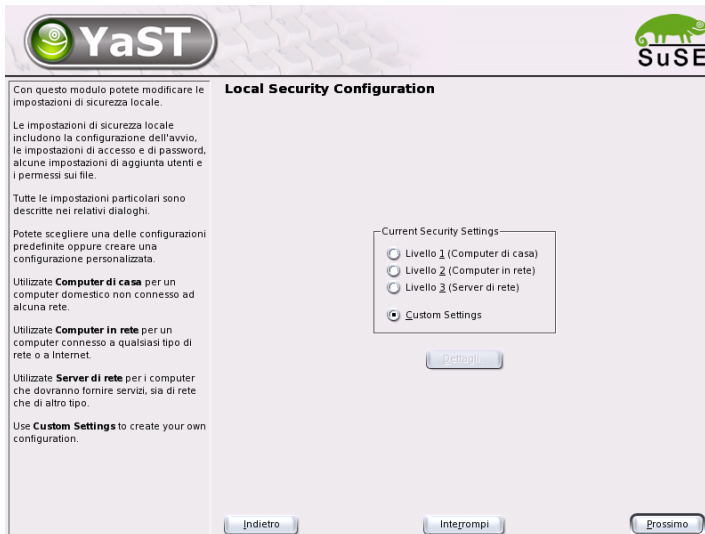 YaST
SuSE
Con questo modulo potete modificare le
impostazioni di sicurezza locale.
Le impostazioni di sicurezza locale
includono la configurazione dell'avvio,
le impostazioni di accesso e di password,
alcune impostazioni di aggiunta utenti e
i permessi sui file.
Tutte le impostazioni particolari sono
descritte nei relativi dialoghi.
Potete scegliere una delle configurazioni
predefinite oppure creare una
configurazione personalizzata.
Utilizzate Computer di casa per un
computer domestico non connesso ad
alcuna rete.
Utilizzate Computer in rete per un
computer connesso a qualsiasi tipo di
rete o a Internet.
Utilizzate Server di rete per i computer
che dovranno fornire servizi, sia di rete
che di altro tipo.
Use Custom Settings to create your own
configuration.
Local Security Configuration
Current Security Settings
Livello 1 (Computer di casa)
Livello 2 (Computer in rete)
Livello 3 (Server di rete)
Custom Settings
Dettagli...
Indietro
Interrompi
Prossimo